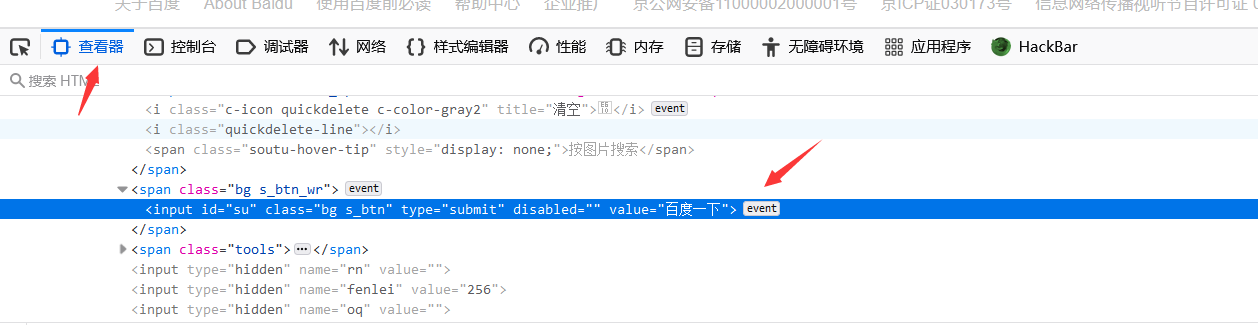 关于百度 About Baidu 使用百度前必读 帮助中心 企业推广 京公网安备11000002000001号 京ICP证030173号 信息网络传播视听节目许可证 0
查看器 控制台 调试器 网络 样式编辑器 性能 内存 存储 无障碍环境 应用程序 HackBar
搜索 HTML
<i class="c-icon quickdelete c-color-gray2" title="清空"></i> event
<i class="quickdelete-line"></i>
<span class="soutu-hover-tip" style="display: none;">按图片搜索</span>
</span>
<span class="bg s_btn_wr"> event
<input id="su" class="bg s_btn" type="submit" disabled="" value="百度一下"> event
</span>
<span class="tools">…</span>
<input type="hidden" name="rn" value="">
<input type="hidden" name="fenlei" value="256">
<input type="hidden" name="oq" value="">